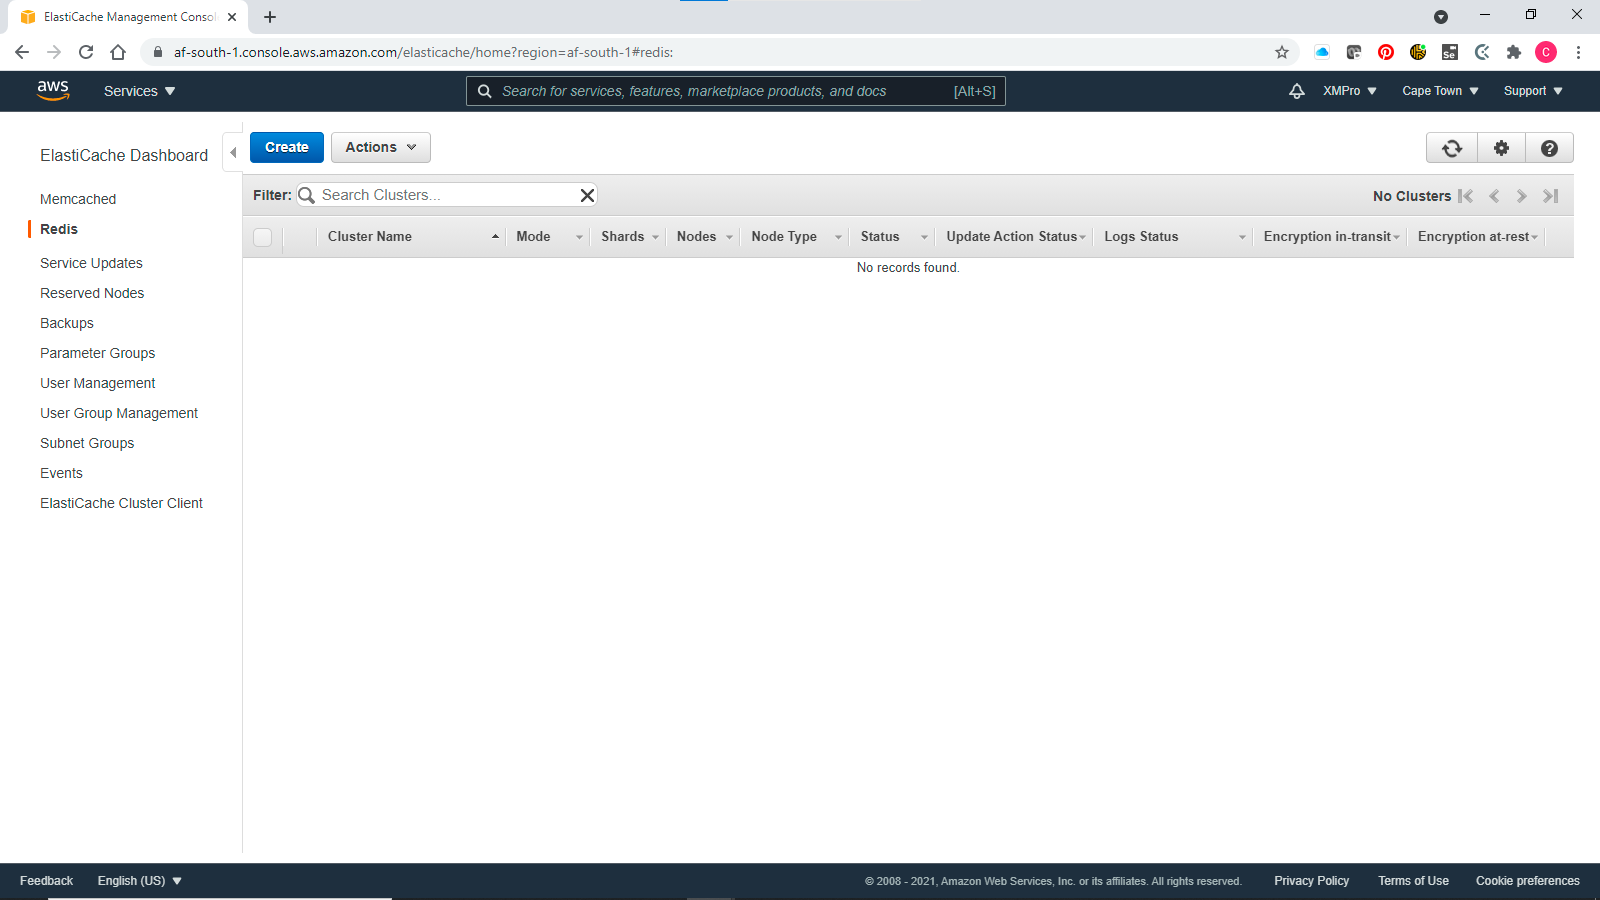 ElastiCache Management Consol
af-south-1.console.aws.amazon.com/elasticache/home?region=af-south-1#redis:
Se
C
aws
Services
Search for services, features, marketplace products, and docs
[Alt+S]
XMPro
Cape Town
Support
ElastiCache Dashboard
Memcached
Redis
Service Updates
Reserved Nodes
Backups
Parameter Groups
User Management
User Group Management
Subnet Groups
Events
ElastiCache Cluster Client
Create
Actions
Filter:
Search Clusters...
No Clusters
Cluster Name
Mode
Shards
Nodes
Node Type
Status
Update Action Status
Logs Status
Encryption in-transit
Encryption at-rest
No records found.
Feedback
English (US)
© 2008 - 2021, Amazon Web Services, Inc. or its affiliates. All rights reserved.
Privacy Policy
Terms of Use
Cookie preferences